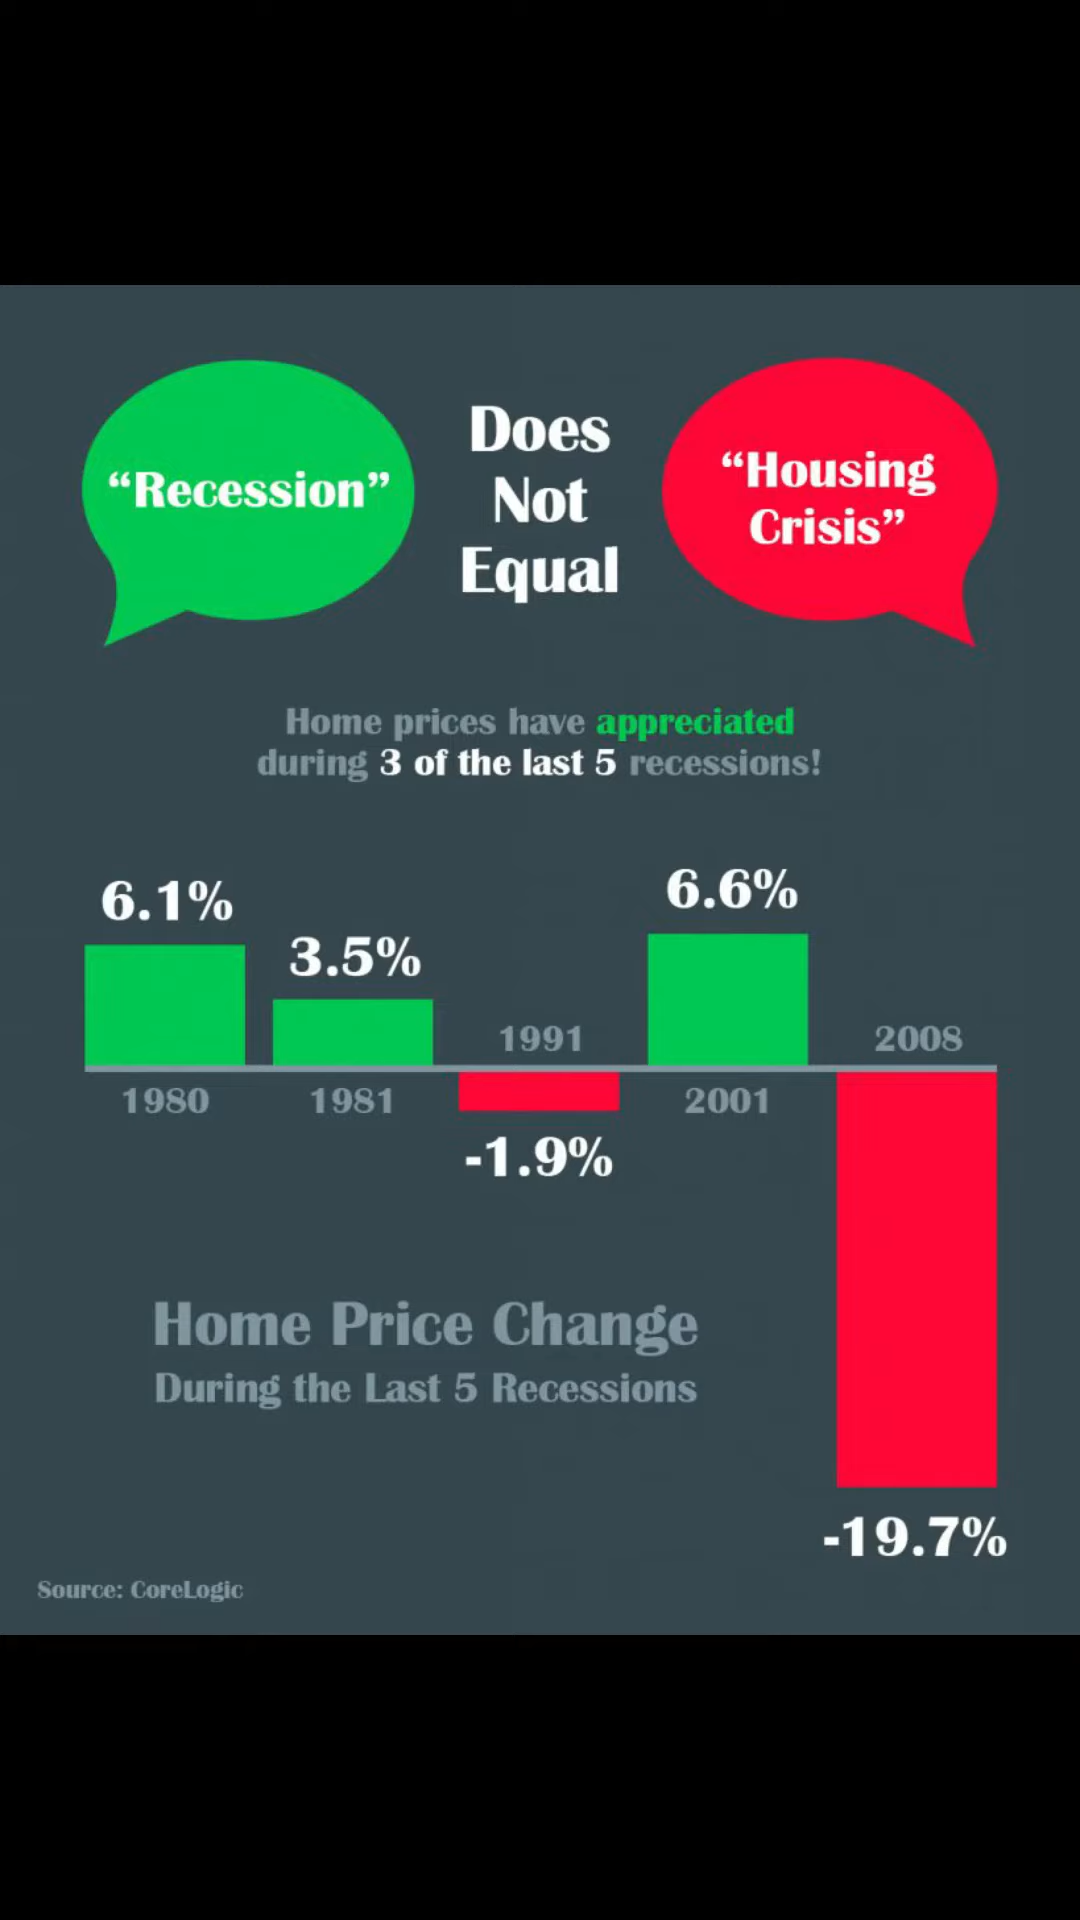 “Recession”
Does
Not
Equal
“Housing
Crisis”
Home prices have appreciated
during 3 of the last 5 recessions!
6.1%
3.5%
6.6%
1991
2008
1980
1981
2001
-1.9%
Home Price Change
During the Last 5 Recessions
-19.7%
Source: CoreLogic